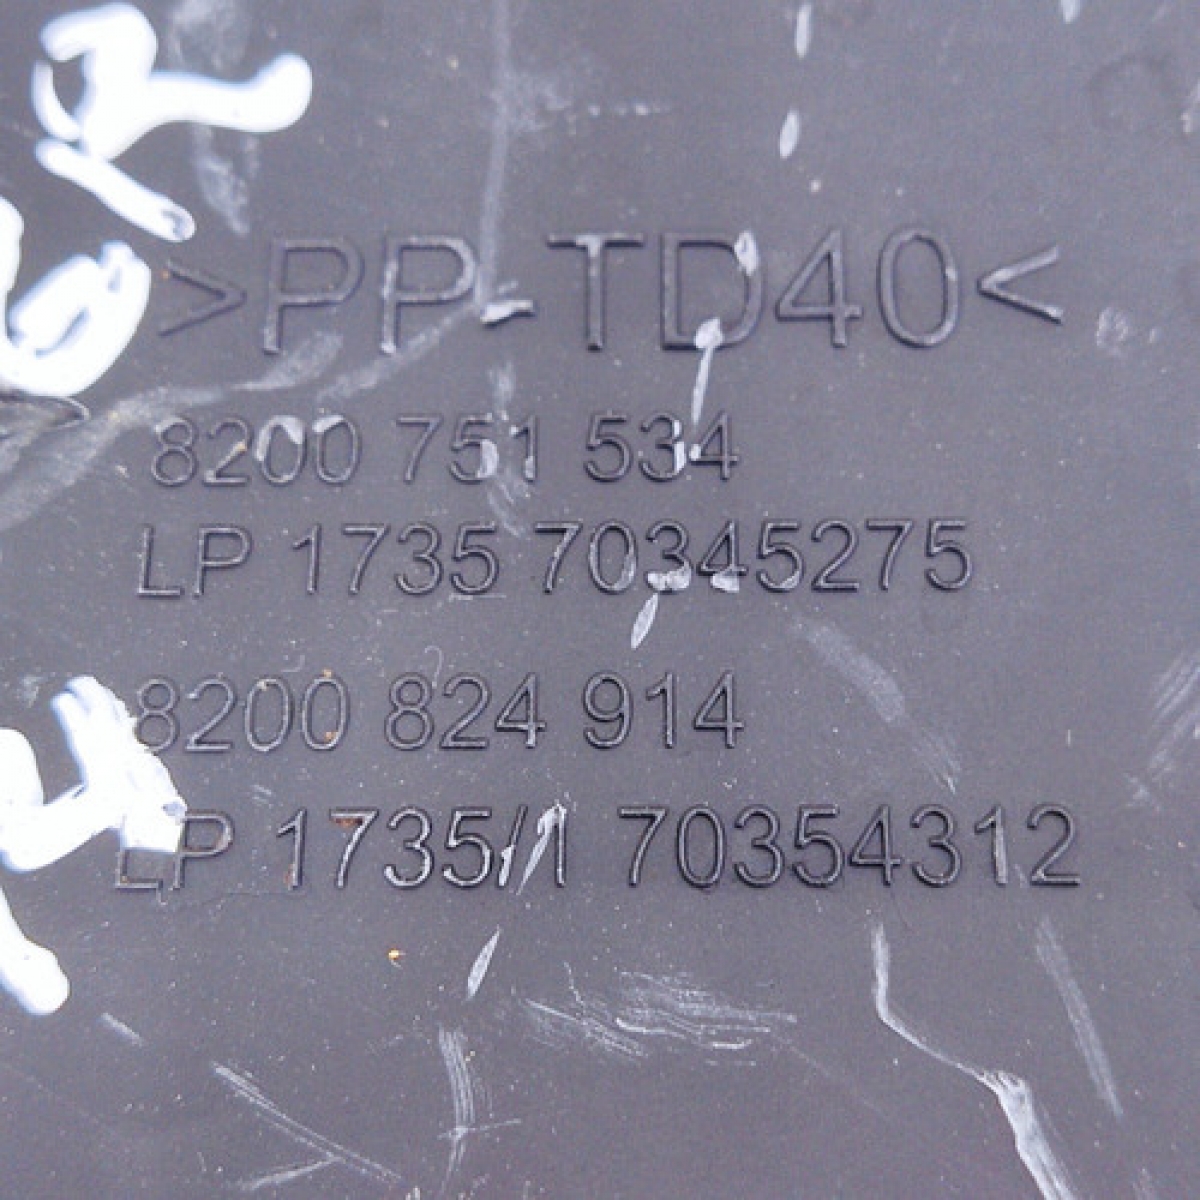 >PP-TD40<
8200 751 534
LP 1735 70345275
8200 824 914
LP 1735/1 70354312